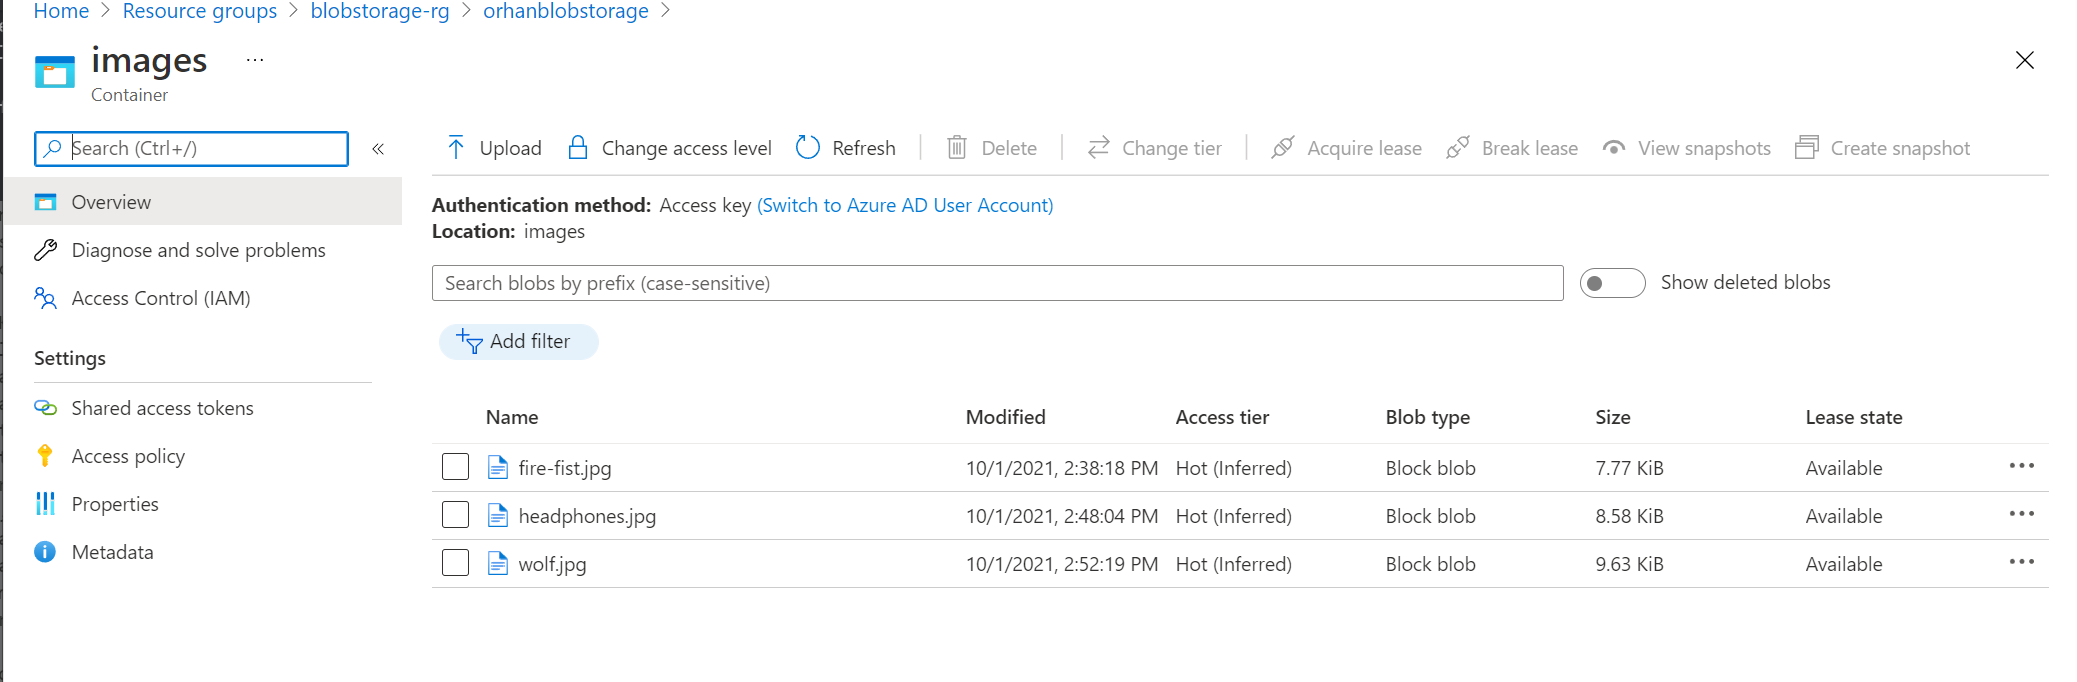 Home > Resource groups > blobstorage-rg > orhanblobstorage >
images ...
Container
Search (Ctrl+/) «
Upload Change access level Refresh Delete Change tier Acquire lease Break lease View snapshots Create snapshot
Overview
Diagnose and solve problems
Access Control (IAM)
Settings
Shared access tokens
Access policy
Properties
Metadata
Authentication method: Access key (Switch to Azure AD User Account)
Location: images
Search blobs by prefix (case-sensitive) Show deleted blobs
Add filter
Name Modified Access tier Blob type Size Lease state
fire-fist.jpg 10/1/2021, 2:38:18 PM Hot (Inferred) Block blob 7.77 KiB Available ...
headphones.jpg 10/1/2021, 2:48:04 PM Hot (Inferred) Block blob 8.58 KiB Available ...
wolf.jpg 10/1/2021, 2:52:19 PM Hot (Inferred) Block blob 9.63 KiB Available ...